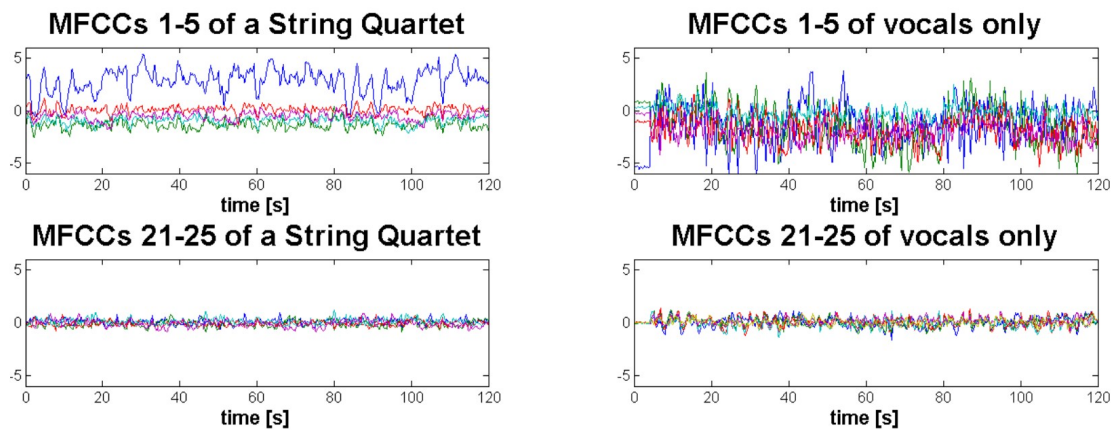 MFCCs 1-5 of a String Quartet
5
0
-5
0 20 40 60 80 100 120
time [s]
MFCCs 1-5 of vocals only
5
0
-5
0 20 40 60 80 100 120
time [s]
MFCCs 21-25 of a String Quartet
5
0
-5
0 20 40 60 80 100 120
time [s]
MFCCs 21-25 of vocals only
5
0
-5
0 20 40 60 80 100 120
time [s]